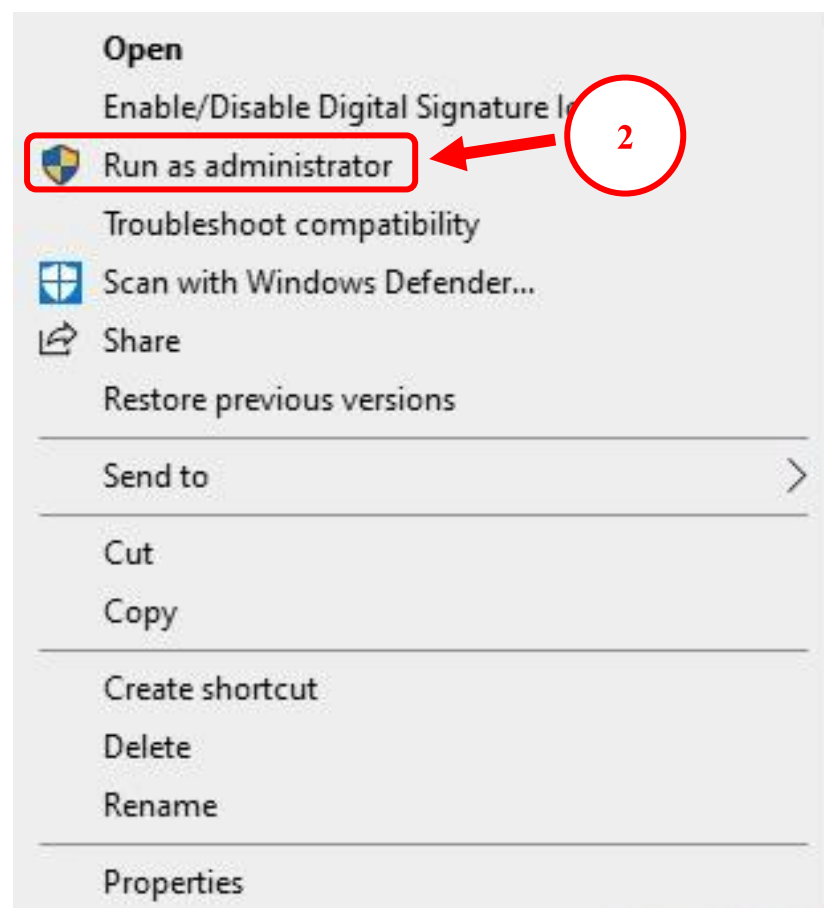 Open
Enable/Disable Digital Signature
2
Run as administrator
Troubleshoot compatibility
Scan with Windows Defender...
Share
Restore previous versions
Send to
Cut
Copy
Create shortcut
Delete
Rename
Properties